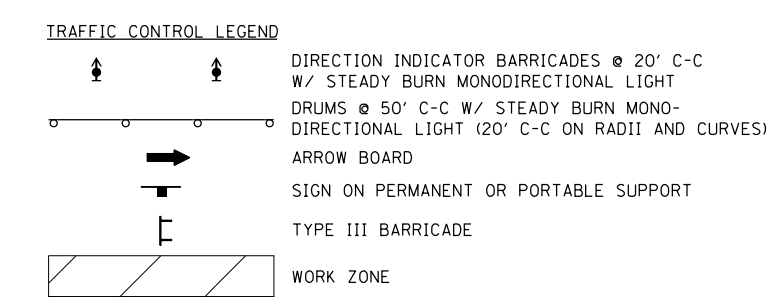 TRAFFIC CONTROL LEGEND
DIRECTION INDICATOR BARRICADES @ 20' C-C
W/ STEADY BURN MONODIRECTIONAL LIGHT
DRUMS @ 50' C-C W/ STEADY BURN MONO-
DIRECTIONAL LIGHT (20' C-C ON RADII AND CURVES)
ARROW BOARD
SIGN ON PERMANENT OR PORTABLE SUPPORT
TYPE III BARRICADE
WORK ZONE